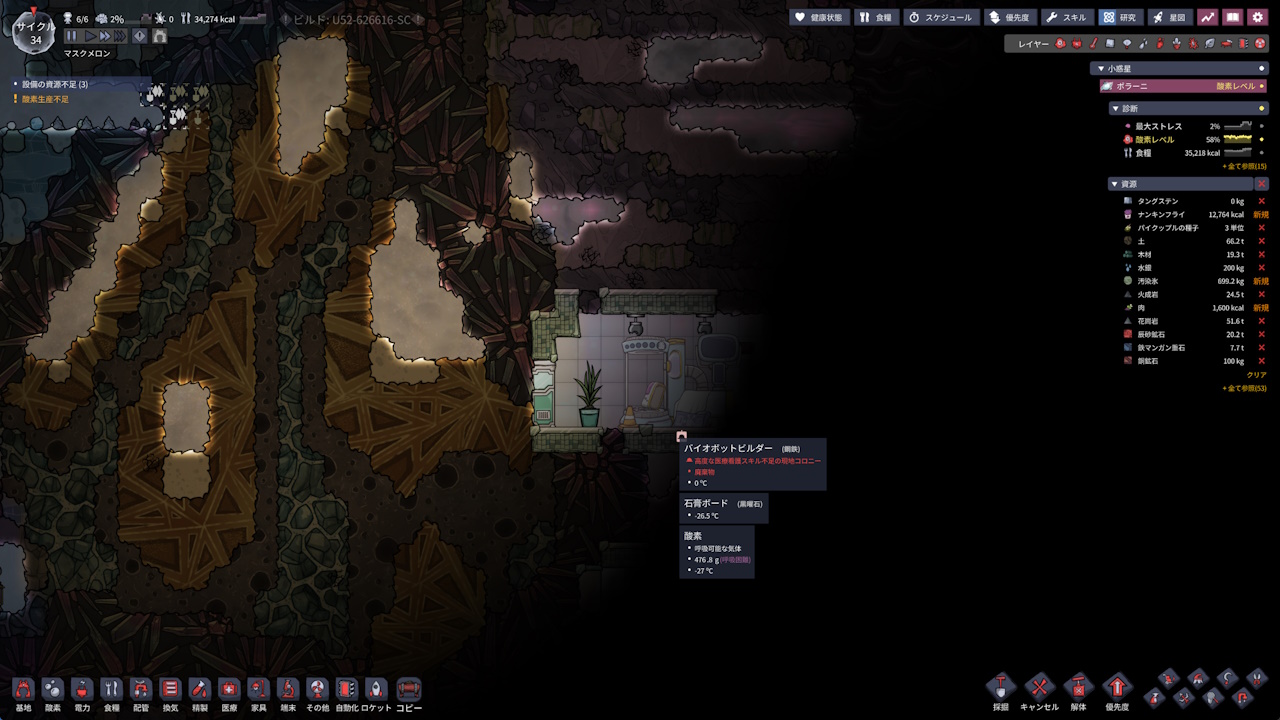 サイクル
34
6/6
2%
0
34,274 kcal
! ビルド: U52-626616-SC !
マスクメロン
設備の資源不足 (3)
酸素生産不足
健康状態
食糧
スケジュール
優先度
スキル
研究
星図
レイヤー
小惑星
ポラーニ
酸素レベル
診断
最大ストレス
2%
酸素レベル
58%
食糧
35,218 kcal
+ 全て参照(15)
資源
タングステン
0 kg
ナンキンフライ
12,764 kcal
新規
パイクップルの種子
3 単位
土
66.2 t
木材
19.3 t
水銀
200 kg
汚染氷
699.2 kg
新規
火成岩
24.5 t
肉
1,600 kcal
新規
花崗岩
51.6 t
辰砂鉱石
20.2 t
鉄マンガン重石
7.7 t
銅鉱石
100 kg
クリア
+ 全て参照(53)
バイオボットビルダー (鋼鉄)
高度な医療看護スキル不足の現地コロニー
廃棄物
0 °C
石膏ボード (黒曜石)
-26.5 °C
酸素
呼吸可能な気体
476.8 g(呼吸困難)
-27 °C
基地
酸素
電力
食糧
配管
換気
精製
医療
家具
端末
その他
自動化
ロケット
コピー
採掘
キャンセル
解体
優先度